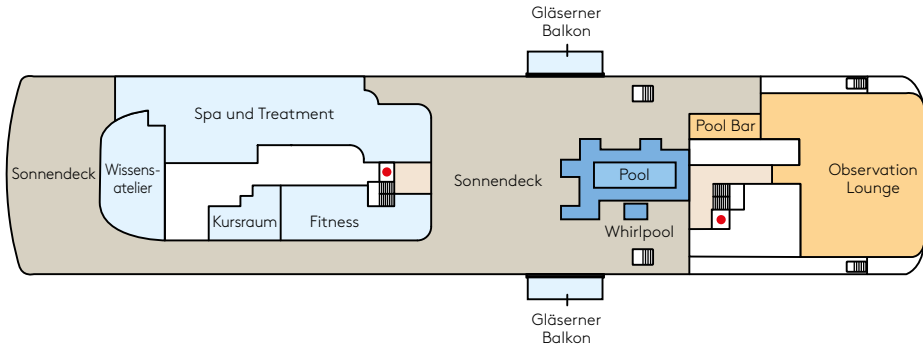 Gläserner
Balkon
Spa und Treatment
Pool Bar
Sonnendeck
Wissens-
atelier
Sonnendeck
Pool
Observation
Lounge
Kursraum
Fitness
Whirlpool
Gläserner
Balkon